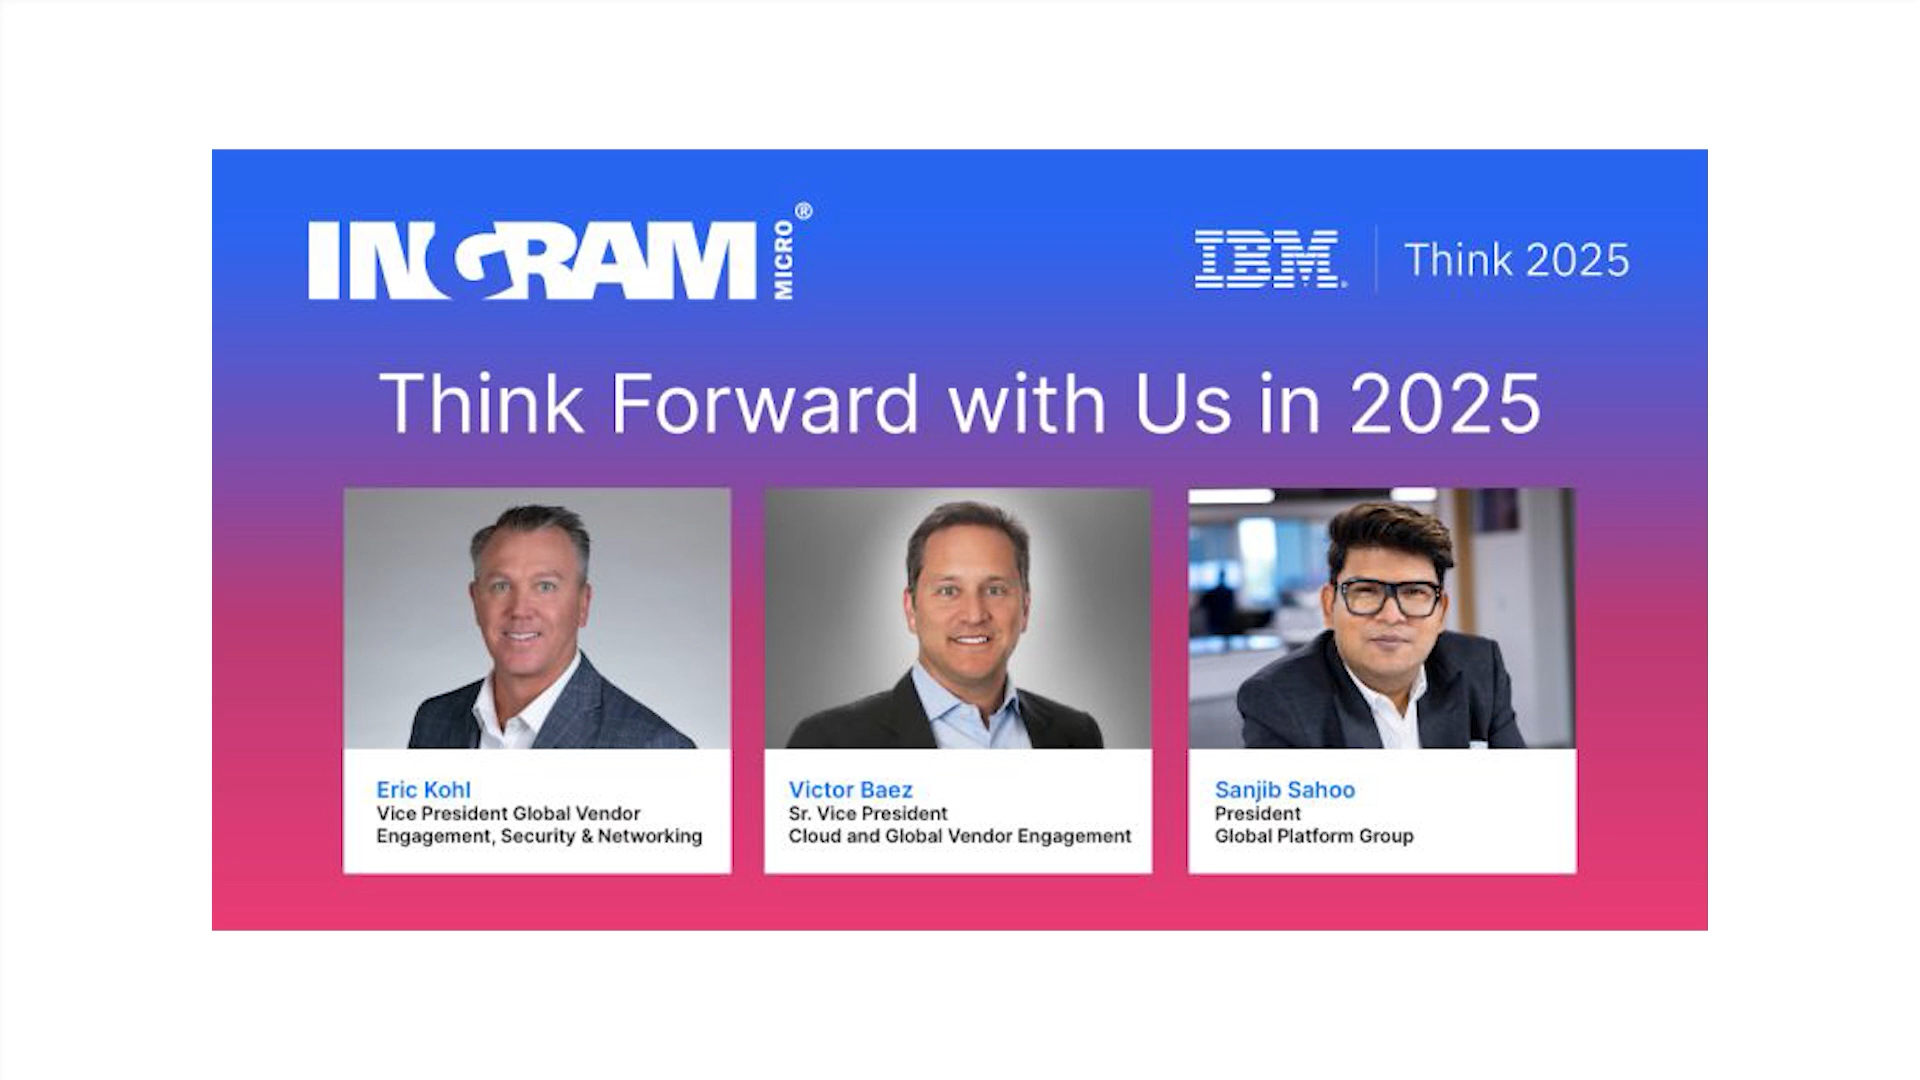 INGRAM MICRO®
IBM® Think 2025
Think Forward with Us in 2025
Eric Kohl
Vice President Global Vendor
Engagement, Security & Networking
Victor Baez
Sr. Vice President
Cloud and Global Vendor Engagement
Sanjib Sahoo
President
Global Platform Group